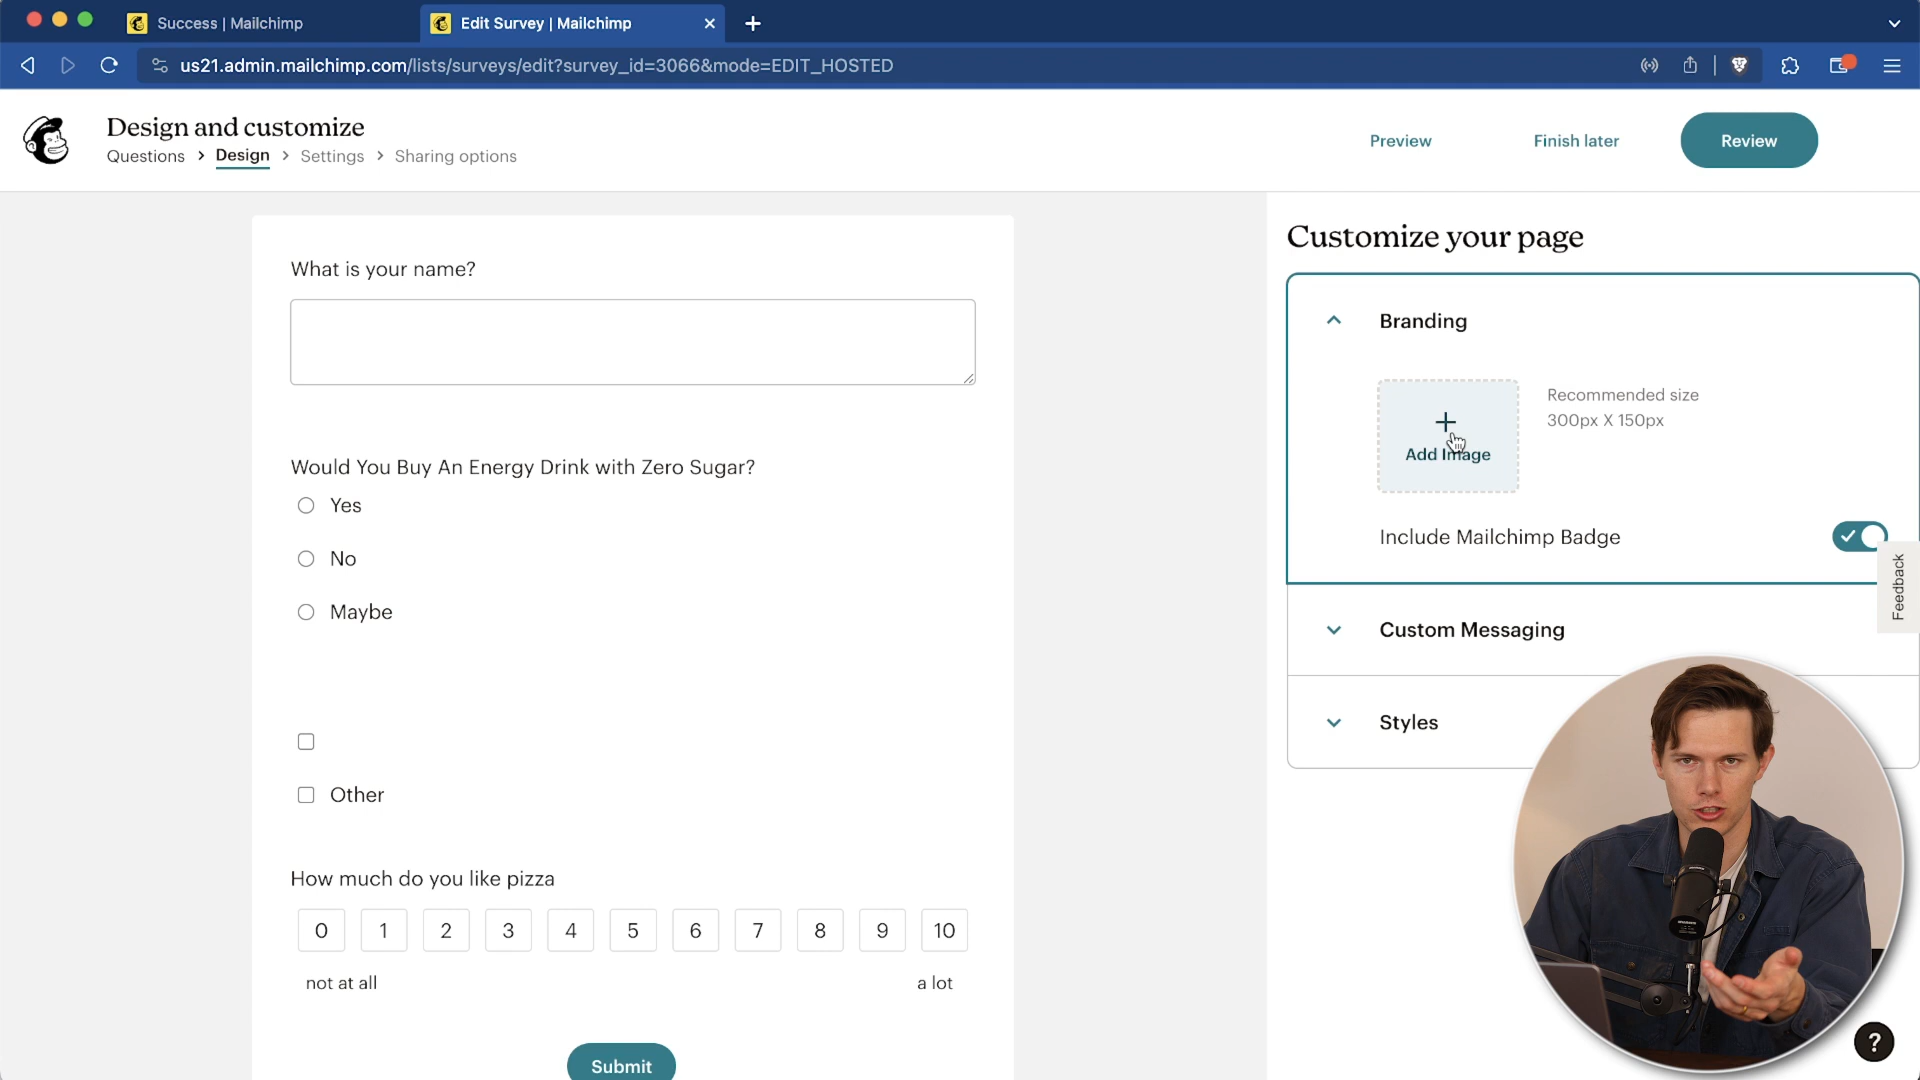 Success | Mailchimp
Edit Survey | Mailchimp
us21.admin.mailchimp.com/lists/surveys/edit?survey_id=3066&mode=EDIT_HOSTED
Design and customize
Questions > Design > Settings > Sharing options
Preview
Finish later
Review
What is your name?
Would You Buy An Energy Drink with Zero Sugar?
Yes
No
Maybe
Other
How much do you like pizza
0 1 2 3 4 5 6 7 8 9 10
not at all
a lot
Submit
Customize your page
Branding
Add Image
Recommended size
300px X 150px
Include Mailchimp Badge
Custom Messaging
Styles
Feedback
?